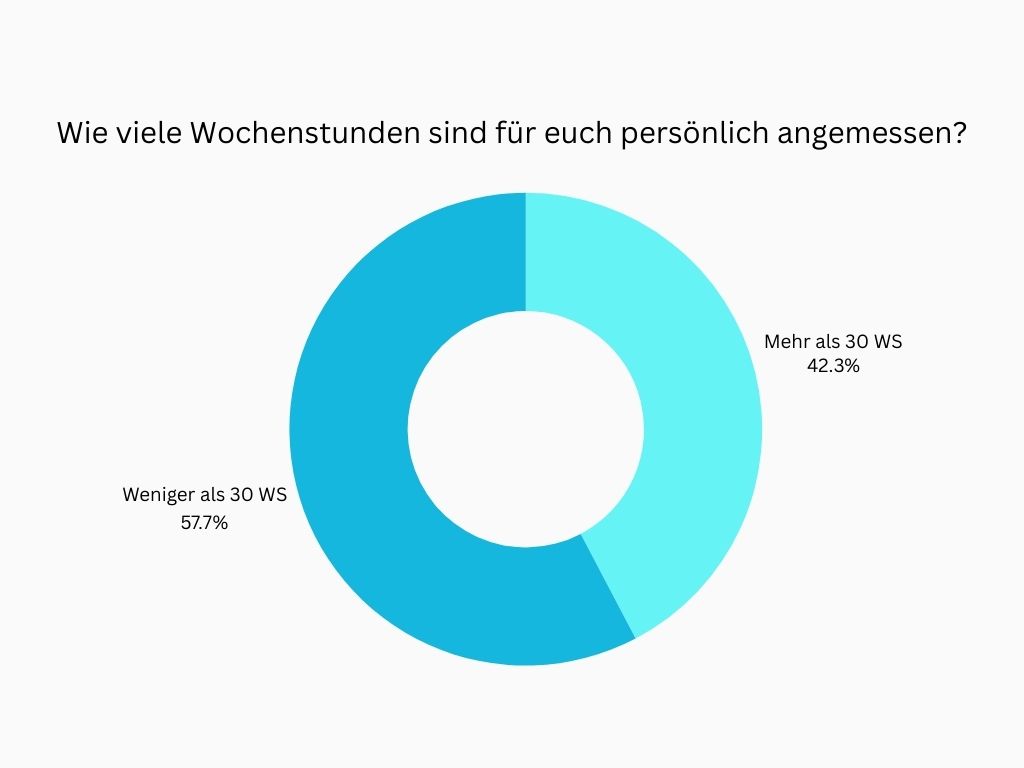 Wie viele Wochenstunden sind für euch persönlich angemessen?
Mehr als 30 WS
42.3%
Weniger als 30 WS
57.7%